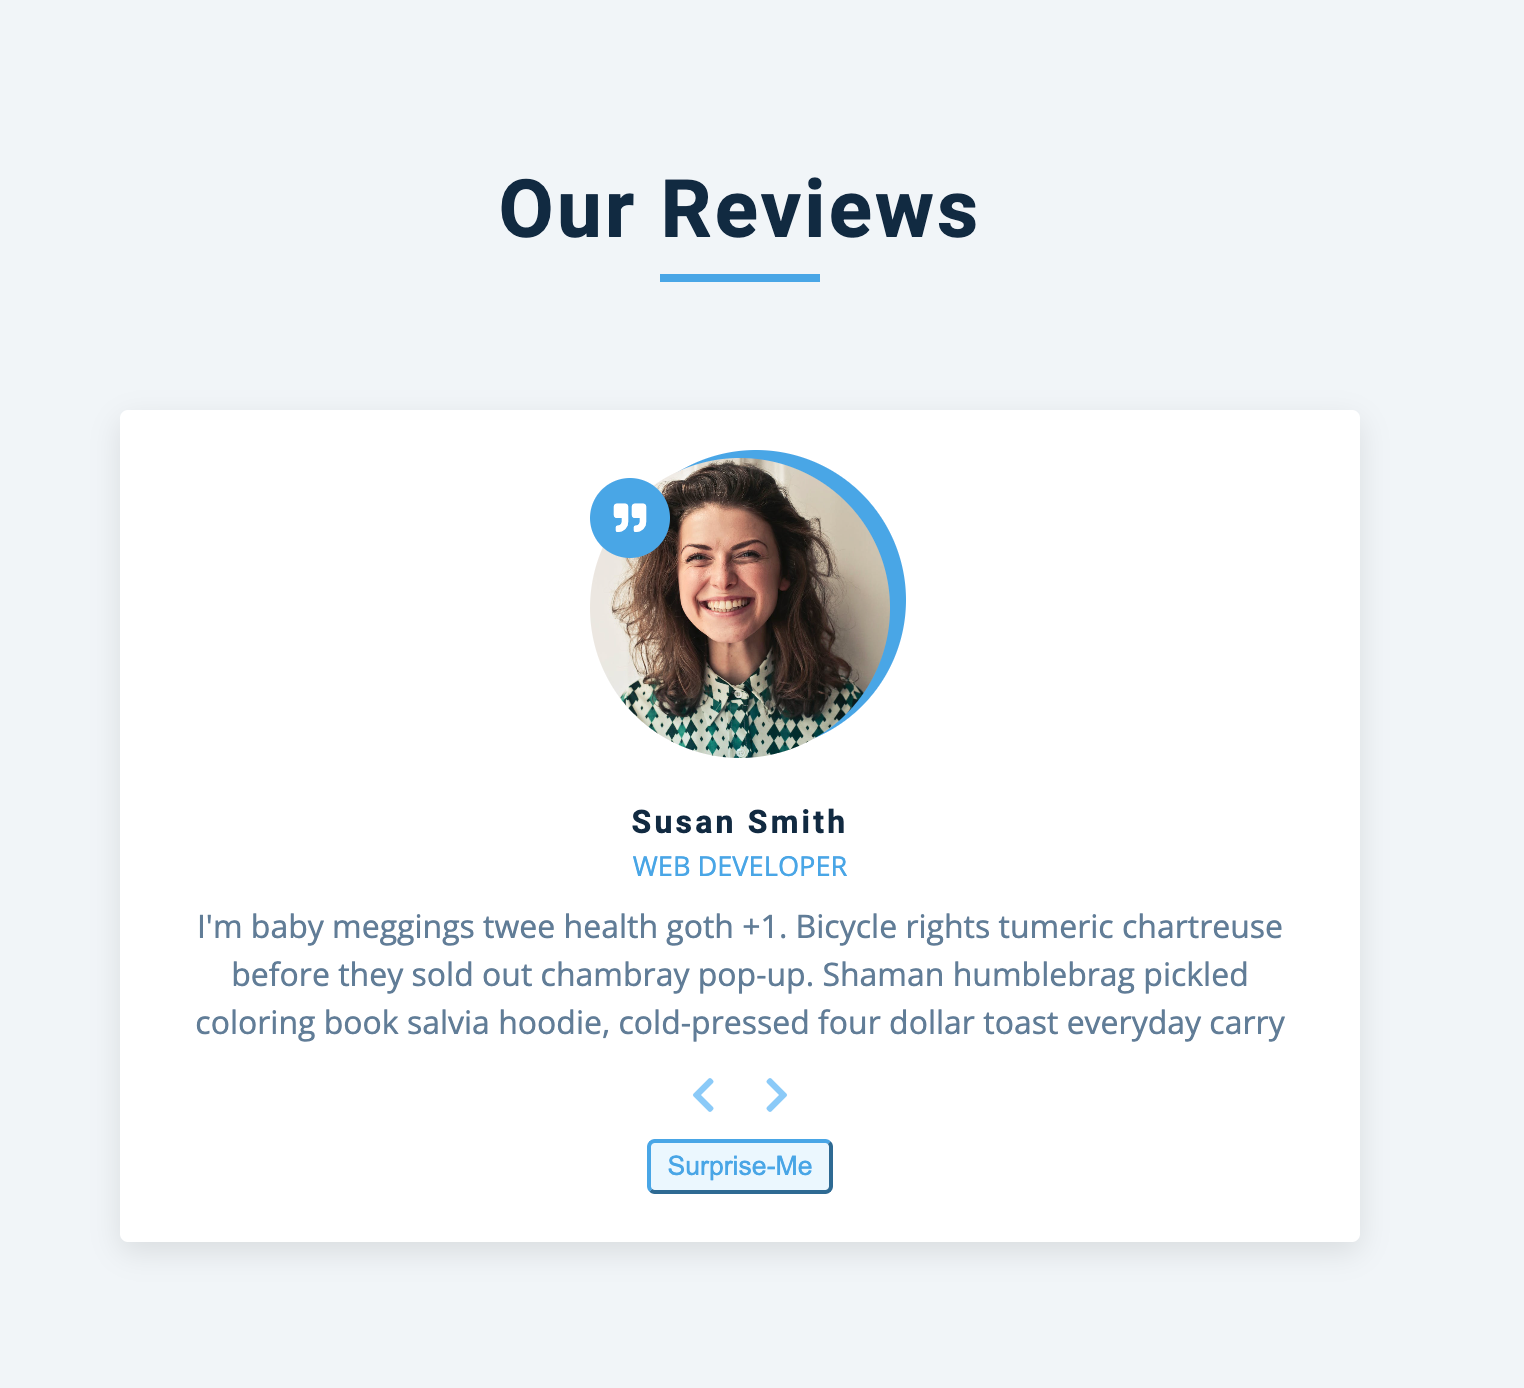 Our Reviews
Susan Smith
WEB DEVELOPER
I'm baby meggings twee health goth +1. Bicycle rights tumeric chartreuse
before they sold out chambray pop-up. Shaman humblebrag pickled
coloring book salvia hoodie, cold-pressed four dollar toast everyday carry
Surprise-Me